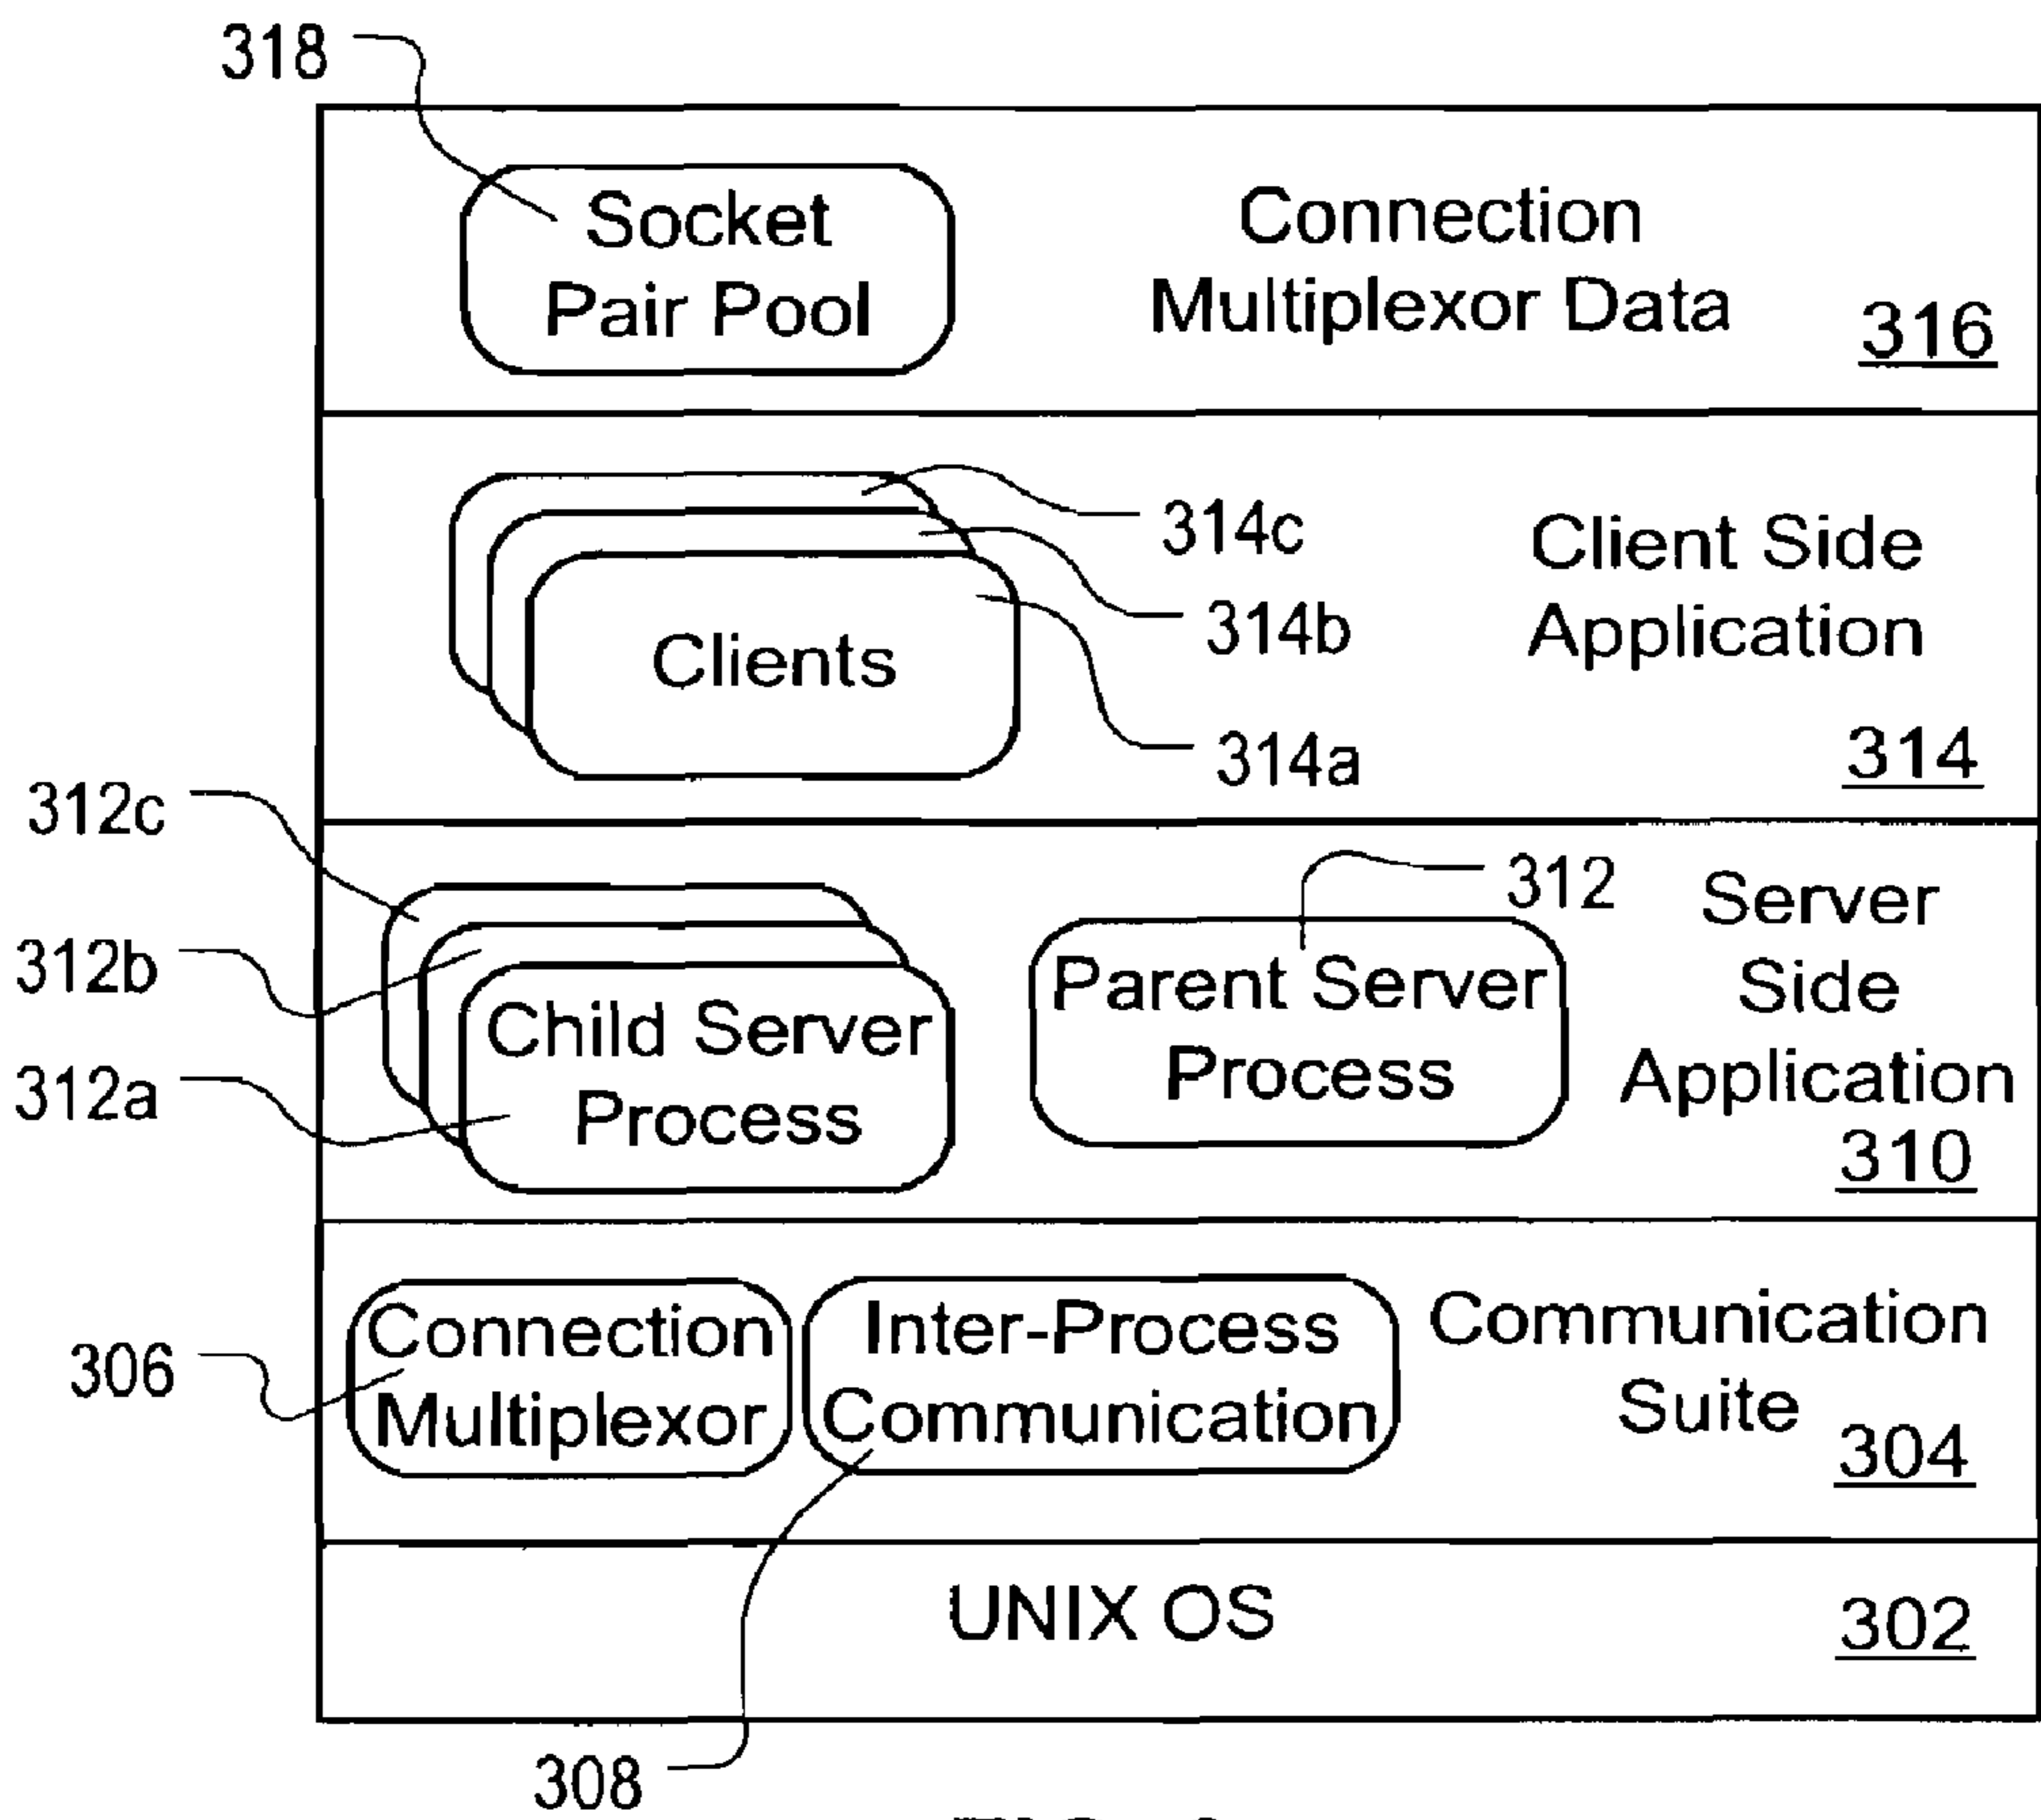 318
Socket
Pair Pool
Connection
Multiplexor Data
316
314c
314b
314a
Clients
Client Side
Application
314
312c
312b
312a
Child Server
Process
312
Parent Server
Process
Server
Side
Application
310
306
Connection
Multiplexor
Inter-Process
Communication
Communication
Suite
304
UNIX OS
302
308